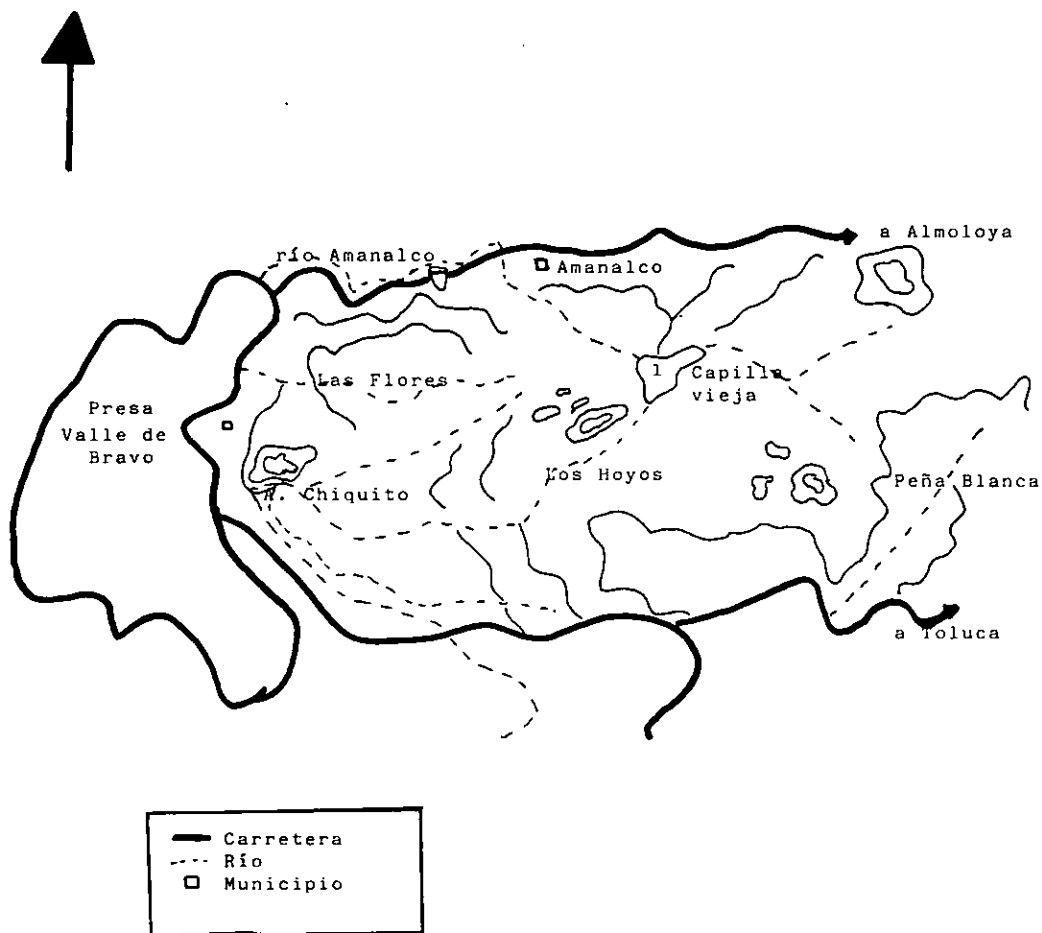 a Almoloya
río Amanalco
Amanalco
1
Capilla
vieja
Las Flores
Presa
Valle de
Bravo
Los Hoyos
Peña Blanca
R. Chiquito
a Toluca
Carretera
Río
Municipio